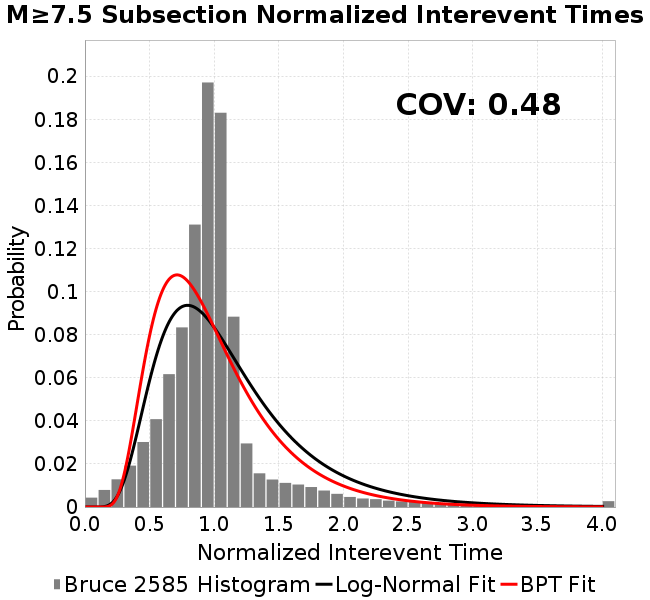 M≥7.5 Subsection Normalized Interevent Times
COV: 0.48
Probability
0.2
0.18
0.16
0.14
0.12
0.1
0.08
0.06
0.04
0.02
0
0.0 0.5 1.0 1.5 2.0 2.5 3.0 3.5 4.0
Normalized Interevent Time
Bruce 2585 Histogram Log-Normal Fit BPT Fit